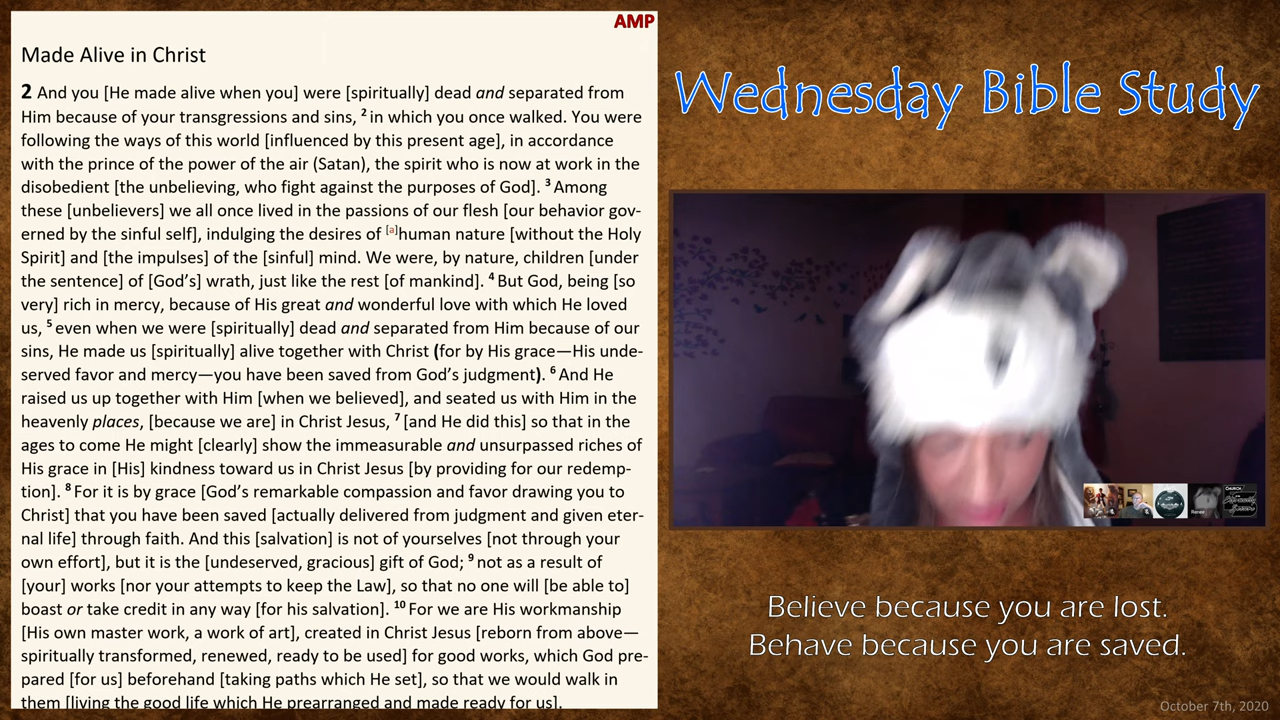 AMP
Made Alive in Christ
2 And you [He made alive when you] were [spiritually] dead and separated from
Him because of your transgressions and sins, 2 in which you once walked. You were
following the ways of this world [influenced by this present age], in accordance
with the prince of the power of the air (Satan), the spirit who is now at work in the
disobedient [the unbelieving, who fight against the purposes of God]. 3 Among
these [unbelievers] we all once lived in the passions of our flesh [our behavior gov-
erned by the sinful self], indulging the desires of [a]human nature [without the Holy
Spirit] and [the impulses] of the [sinful] mind. We were, by nature, children [under
the sentence] of [God’s] wrath, just like the rest [of mankind]. 4 But God, being [so
very] rich in mercy, because of His great and wonderful love with which He loved
us, 5 even when we were [spiritually] dead and separated from Him because of our
sins, He made us [spiritually] alive together with Christ (for by His grace—His unde-
served favor and mercy—you have been saved from God’s judgment). 6 And He
raised us up together with Him [when we believed], and seated us with Him in the
heavenly places, [because we are] in Christ Jesus, 7 [and He did this] so that in the
ages to come He might [clearly] show the immeasurable and unsurpassed riches of
His grace in [His] kindness toward us in Christ Jesus [by providing for our redemp-
tion]. 8 For it is by grace [God’s remarkable compassion and favor drawing you to
Christ] that you have been saved [actually delivered from judgment and given eter-
nal life] through faith. And this [salvation] is not of yourselves [not through your
own effort], but it is the [undeserved, gracious] gift of God; 9 not as a result of
[your] works [nor your attempts to keep the Law], so that no one will [be able to]
boast or take credit in any way [for his salvation]. 10 For we are His workmanship
[His own master work, a work of art], created in Christ Jesus [reborn from above—
spiritually transformed, renewed, ready to be used] for good works, which God pre-
pared [for us] beforehand [taking paths which He set], so that we would walk in
them [living the good life which He prearranged and made ready for us].
Wednesday Bible Study
CHURCH
Believe because you are lost.
Behave because you are saved.
October 7th, 2020